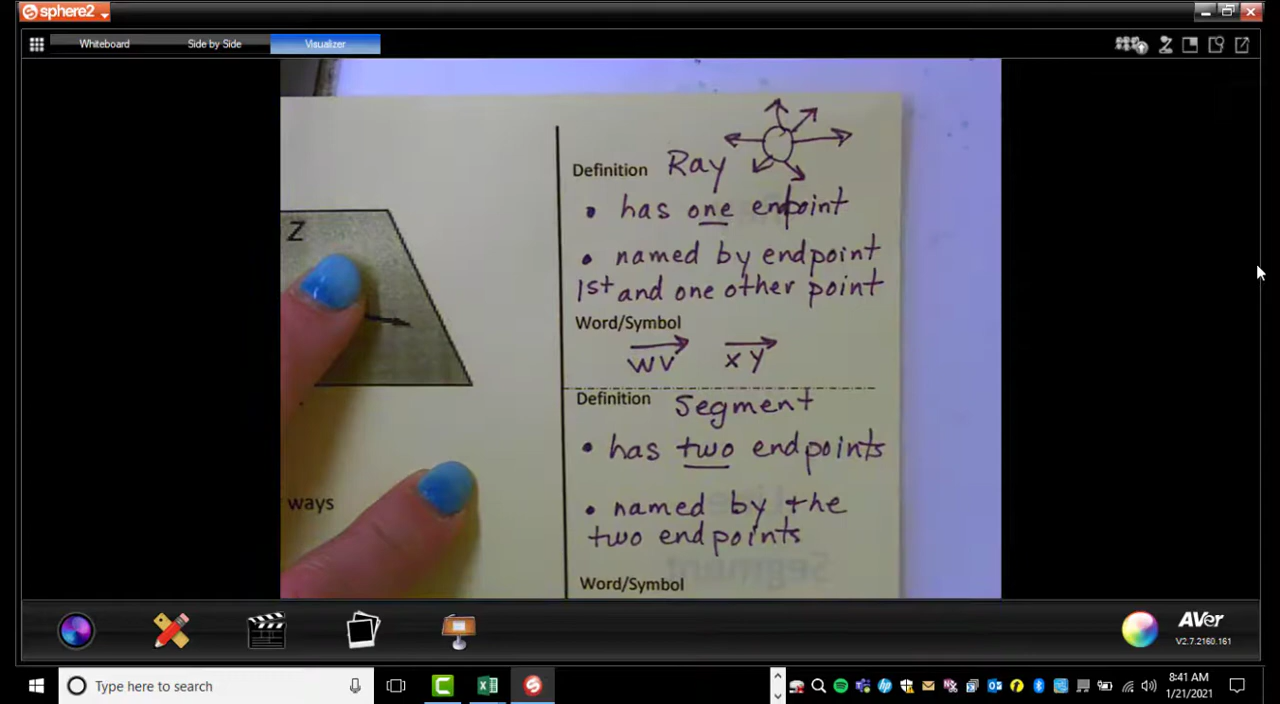 sphere2
Whiteboard
Side by Side
Visualizer
Z
ways
Definition Ray
• has one endpoint
• named by endpoint
1st and one other point
Word/Symbol
WV XY
Definition Segment
• has two endpoints
• named by the
two endpoints
Word/Symbol
Segment
AVer
V2.7.2160.161
Type here to search
8:41 AM
1/21/2021